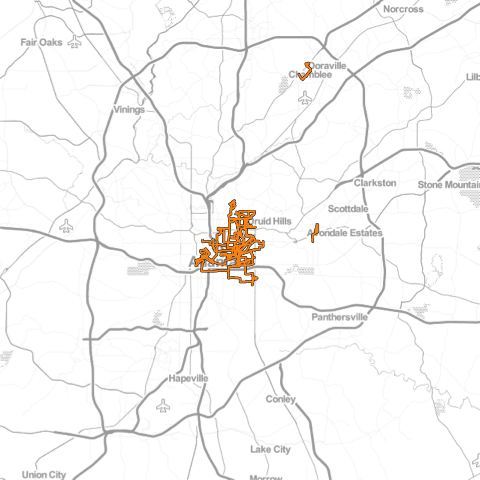 Norcross
Fair Oaks
Doraville
Chamblee
Lilb
Vinings
Clarkston
Stone Mountain
Scottdale
Druid Hills
Avondale Estates
Panthersville
Hapeville
Conley
Lake City
Union City
Morrow